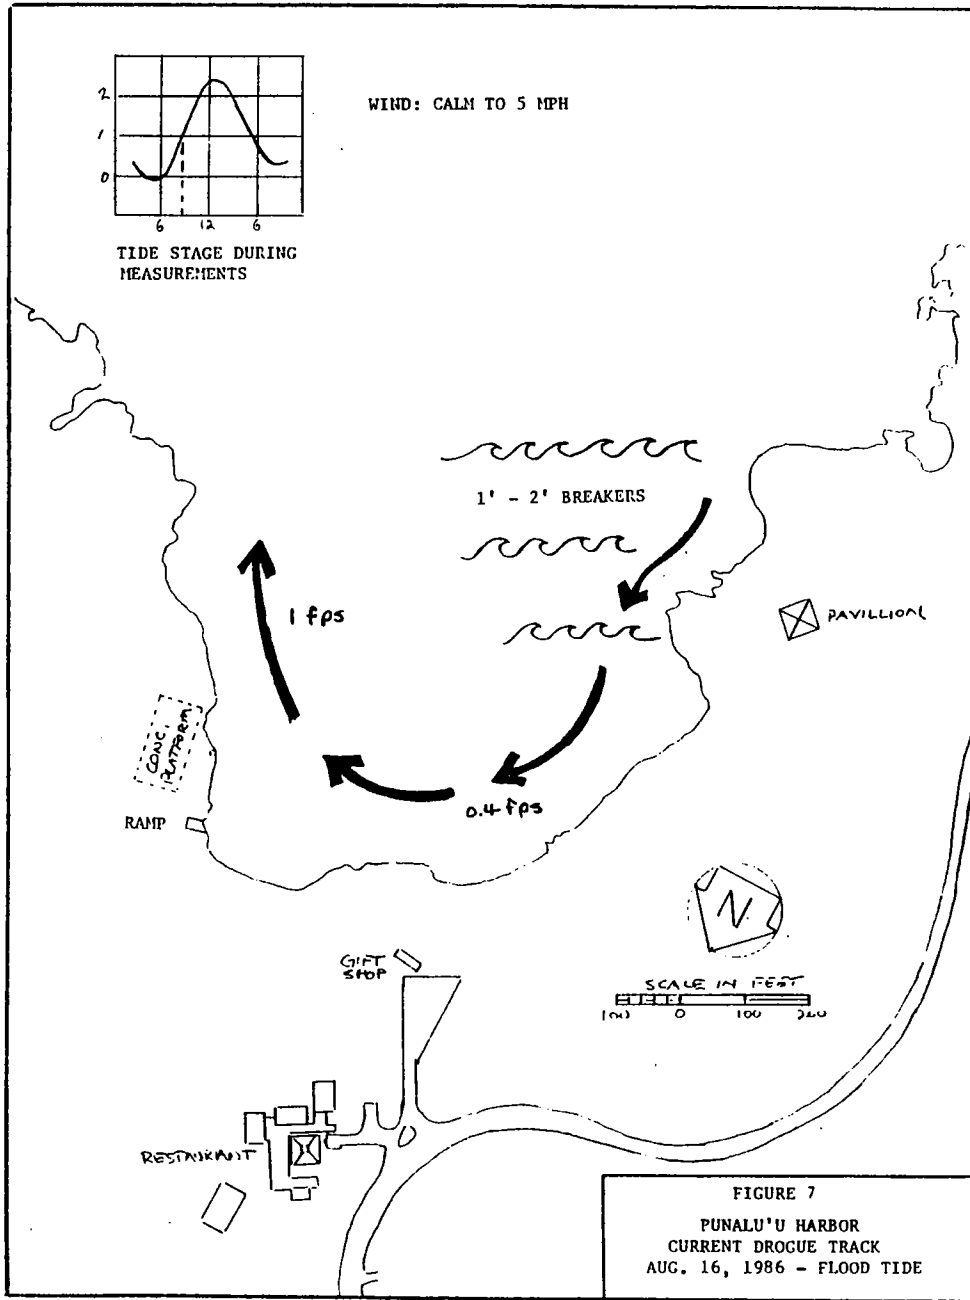 2
1
0
6 12 6
TIDE STAGE DURING
MEASUREMENTS
WIND: CALM TO 5 MPH
1' - 2' BREAKERS
1 fps
PAVILLION
CONC.
PLATFORM
0.4 fps
RAMP
N
GIFT
SHOP
SCALE IN FEET
100 0 100 200
RESTAURANT
FIGURE 7
PUNALU'U HARBOR
CURRENT DROGUE TRACK
AUG. 16, 1986 - FLOOD TIDE